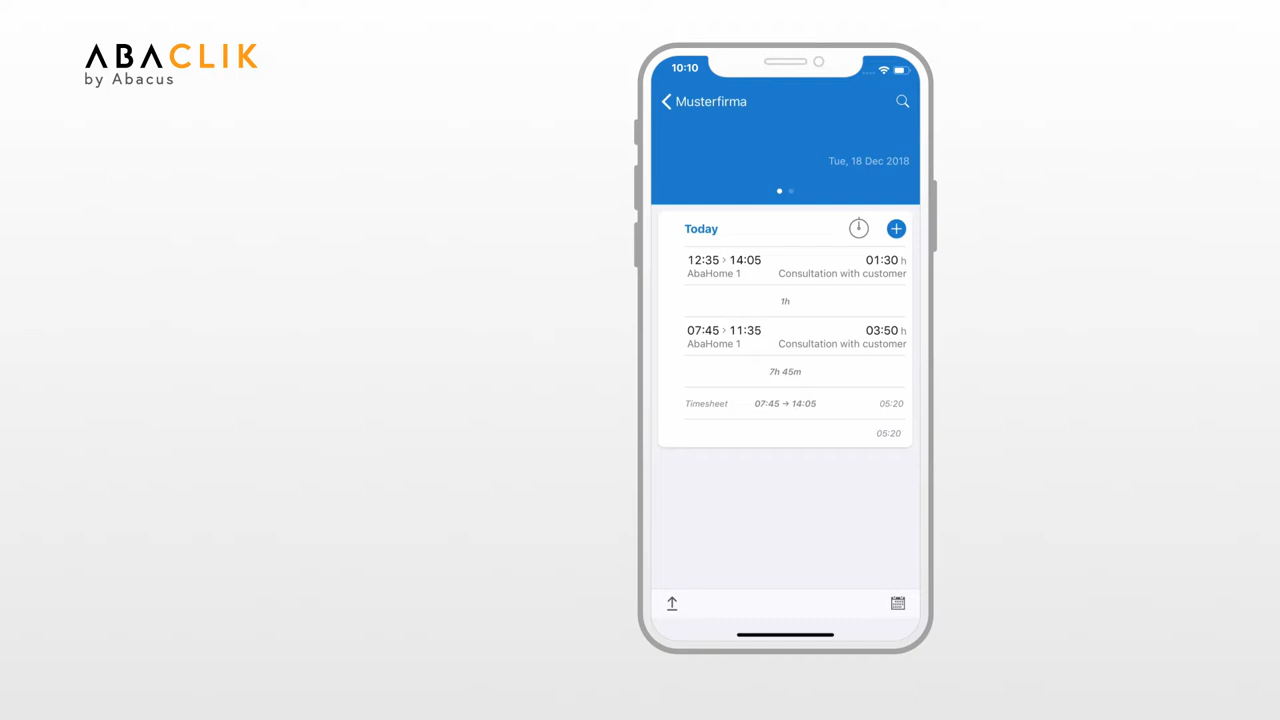 ABACLIK
by Abacus
10:10
Musterfirma
Tue, 18 Dec 2018
Today
12:35 › 14:05 01:30 h
AbaHome 1 Consultation with customer
1h
07:45 › 11:35 03:50 h
AbaHome 1 Consultation with customer
7h 45m
Timesheet 07:45 → 14:05 05:20
05:20